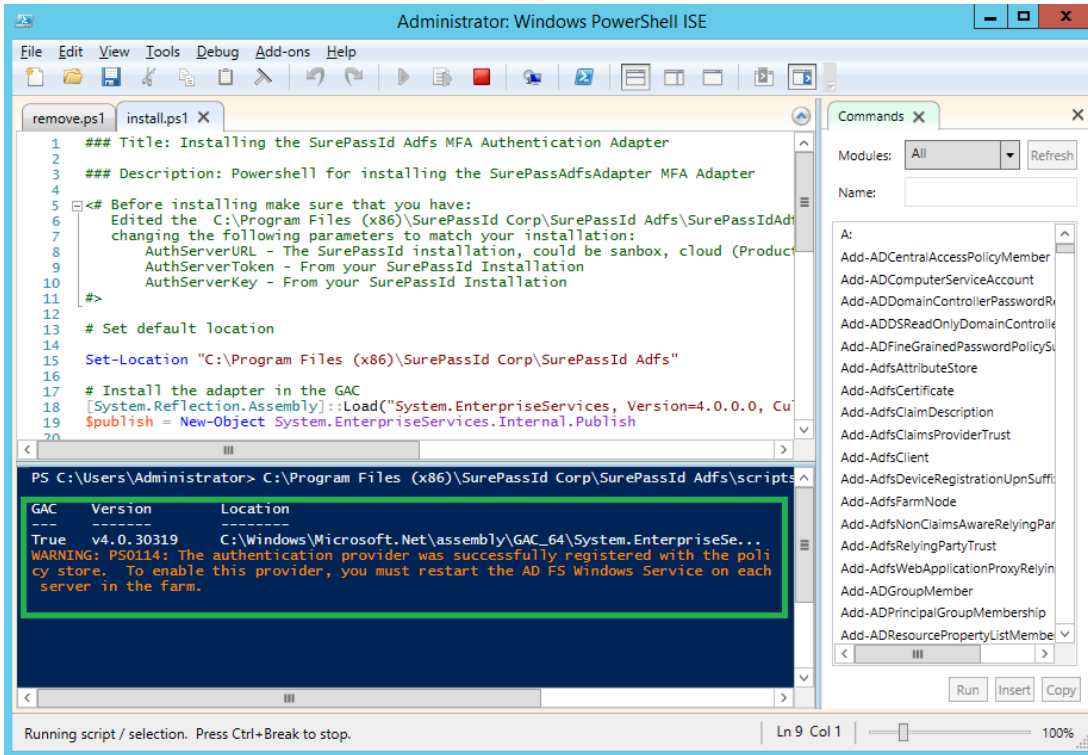 Administrator: Windows PowerShell ISE
File Edit View Tools Debug Add-ons Help
remove.ps1 install.ps1
1 ### Title: Installing the SurePassId Adfs MFA Authentication Adapter
2
3 ### Description: Powershell for installing the SurePassAdfsAdapter MFA Adapter
4
5 <# Before installing make sure that you have:
6 Edited the C:\Program Files (x86)\SurePassId Corp\SurePassId Adfs\SurePassIdAdf
7 changing the following parameters to match your installation:
8 AuthServerURL - The SurePassId installation, could be sanbox, cloud (Product
9 AuthServerToken - From your SurePassId Installation
10 AuthServerKey - From your SurePassId Installation
11 #>
12
13 # Set default location
14
15 Set-Location "C:\Program Files (x86)\SurePassId Corp\SurePassId Adfs"
16
17 # Install the adapter in the GAC
18 [System.Reflection.Assembly]::Load("System.EnterpriseServices, Version=4.0.0.0, Cul
19 $publish = New-Object System.EnterpriseServices.Internal.Publish
20
PS C:\Users\Administrator> C:\Program Files (x86)\SurePassId Corp\SurePassId Adfs\scripts
GAC Version Location
--- ------- --------
True v4.0.30319 C:\Windows\Microsoft.Net\assembly\GAC_64\System.EnterpriseSe...
WARNING: PS0114: The authentication provider was successfully registered with the poli
cy store. To enable this provider, you must restart the AD FS Windows Service on each
server in the farm.
Commands
Modules: All Refresh
Name:
A:
Add-ADCentralAccessPolicyMember
Add-ADComputerServiceAccount
Add-ADDomainControllerPasswordR
Add-ADDSReadOnlyDomainControlle
Add-ADFineGrainedPasswordPolicySu
Add-AdfsAttributeStore
Add-AdfsCertificate
Add-AdfsClaimDescription
Add-AdfsClaimsProviderTrust
Add-AdfsClient
Add-AdfsDeviceRegistrationUpnSuffi
Add-AdfsFarmNode
Add-AdfsNonClaimsAwareRelyingPar
Add-AdfsRelyingPartyTrust
Add-AdfsWebApplicationProxyRelyin
Add-ADGroupMember
Add-ADPrincipalGroupMembership
Add-ADResourcePropertyListMembe
Run Insert Copy
Running script / selection. Press Ctrl+Break to stop. Ln 9 Col 1 100%